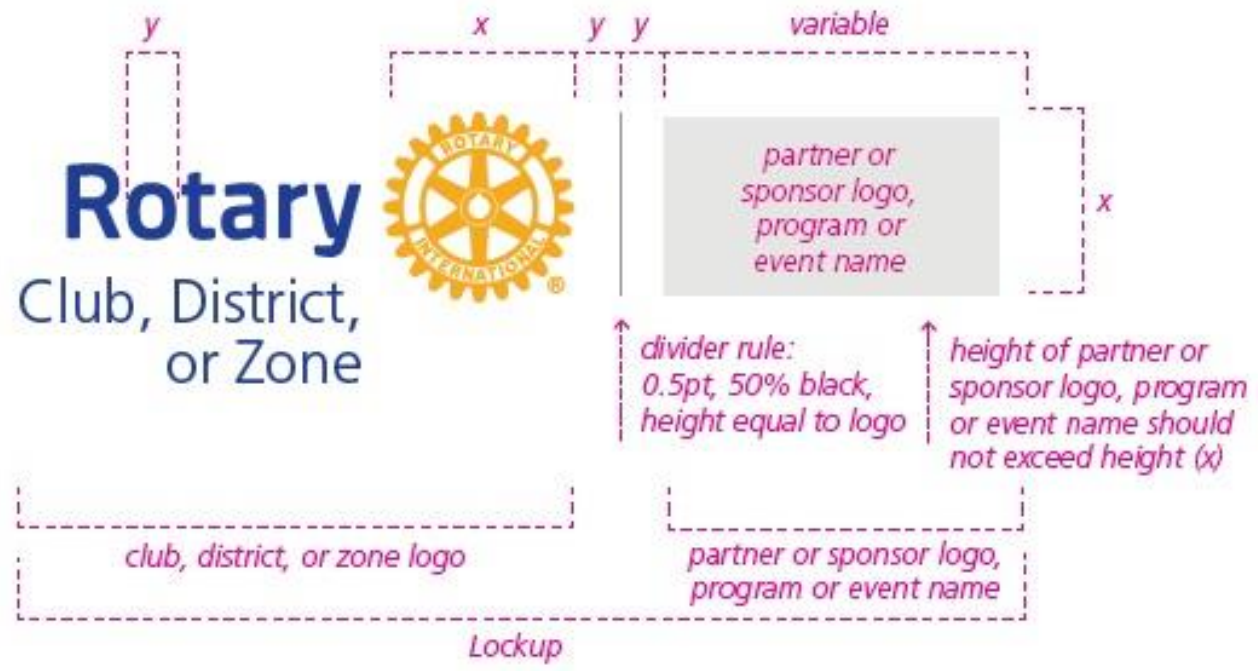 y
x
y
y
variable
Rotary
Club, District,
or Zone
ROTARY
INTERNATIONAL
®
partner or
sponsor logo,
program or
event name
x
divider rule:
0.5pt, 50% black,
height equal to logo
height of partner or
sponsor logo, program
or event name should
not exceed height (x)
club, district, or zone logo
partner or sponsor logo,
program or event name
Lockup